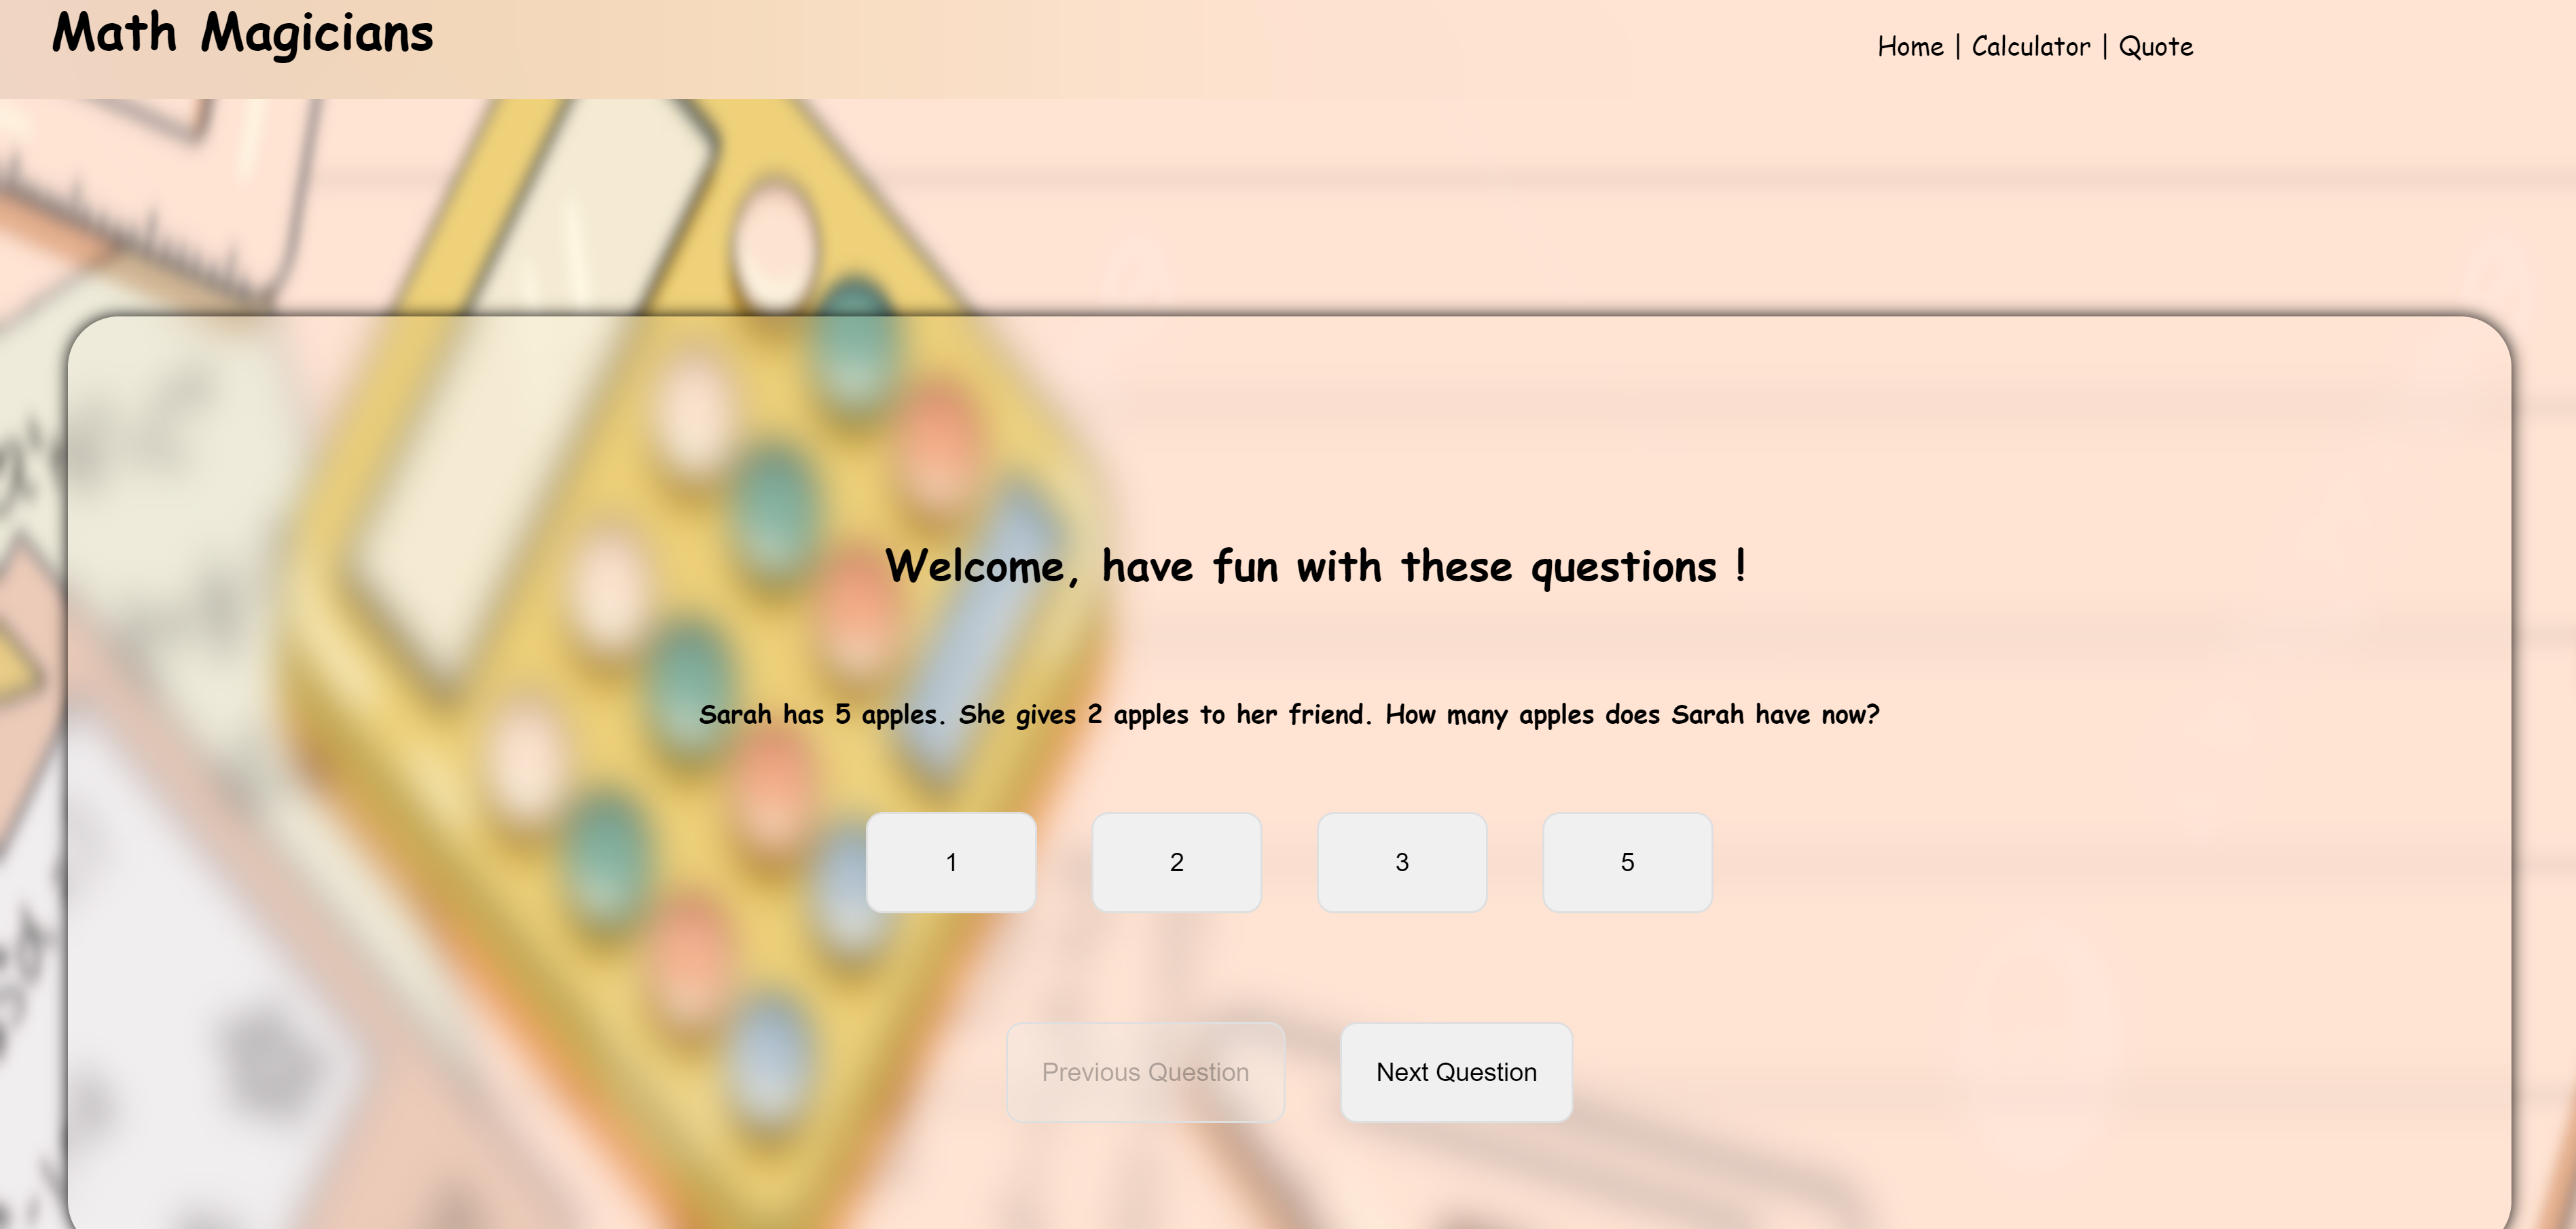 Math Magicians
Home | Calculator | Quote
Welcome, have fun with these questions !
Sarah has 5 apples. She gives 2 apples to her friend. How many apples does Sarah have now?
1 2 3 5
Previous Question Next Question